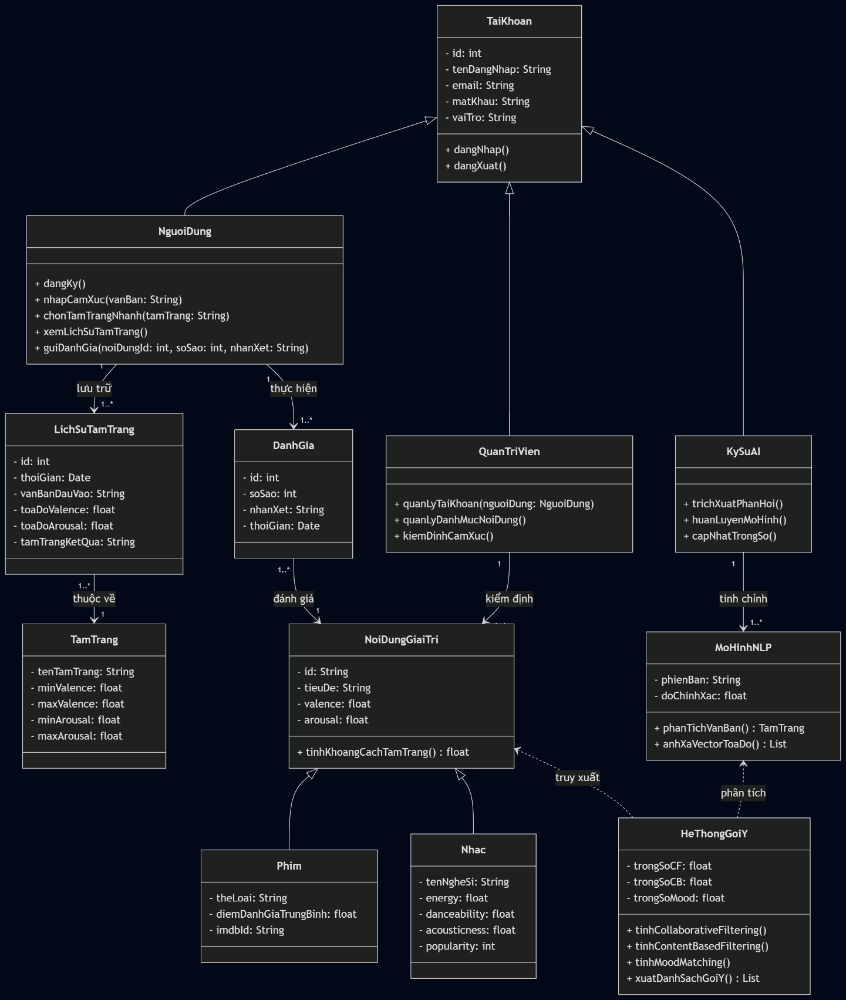 TaiKhoan
- id: int
- tenDangNhap: String
- email: String
- matKhau: String
- vaiTro: String
+ dangNhap()
+ dangXuat()
NguoiDung
+ dangKy()
+ nhapCamXuc(vanBan: String)
+ chonTamTrangNhanh(tamTrang: String)
+ xemLichSuTamTrang()
+ guiDanhGia(noiDungId: int, soSao: int, nhanXet: String)
1
lưu trữ
1..*
1
thực hiện
1..*
LichSuTamTrang
- id: int
- thoiGian: Date
- vanBanDauVao: String
- toaDoValence: float
- toaDoArousal: float
- tamTrangKetQua: String
DanhGia
- id: int
- soSao: int
- nhanXet: String
- thoiGian: Date
QuanTriVien
+ quanLyTaiKhoan(nguoiDung: NguoiDung)
+ quanLyDanhMucNoiDung()
+ kiemDinhCamXuc()
KySuAI
+ trichXuatPhanHoi()
+ huanLuyenMoHinh()
+ capNhatTrongSo()
1..*
thuộc về
1
1..*
đánh giá
1
1
kiểm định
1
tinh chỉnh
1..*
TamTrang
- tenTamTrang: String
- minValence: float
- maxValence: float
- minArousal: float
- maxArousal: float
NoiDungGiaiTri
- id: String
- tieuDe: String
- valence: float
- arousal: float
+ tinhKhoangCachTamTrang() : float
MoHinhNLP
- phienBan: String
- doChinhXac: float
+ phanTichVanBan() : TamTrang
+ anhXaVectorToaDo() : List
truy xuất
phân tích
Phim
- theLoai: String
- diemDanhGiaTrungBinh: float
- imdbId: String
Nhac
- tenNgheSi: String
- energy: float
- danceability: float
- acousticness: float
- popularity: int
HeThongGoiY
- trongSoCF: float
- trongSoCB: float
- trongSoMood: float
+ tinhCollaborativeFiltering()
+ tinhContentBasedFiltering()
+ tinhMoodMatching()
+ xuatDanhSachGoiY() : List